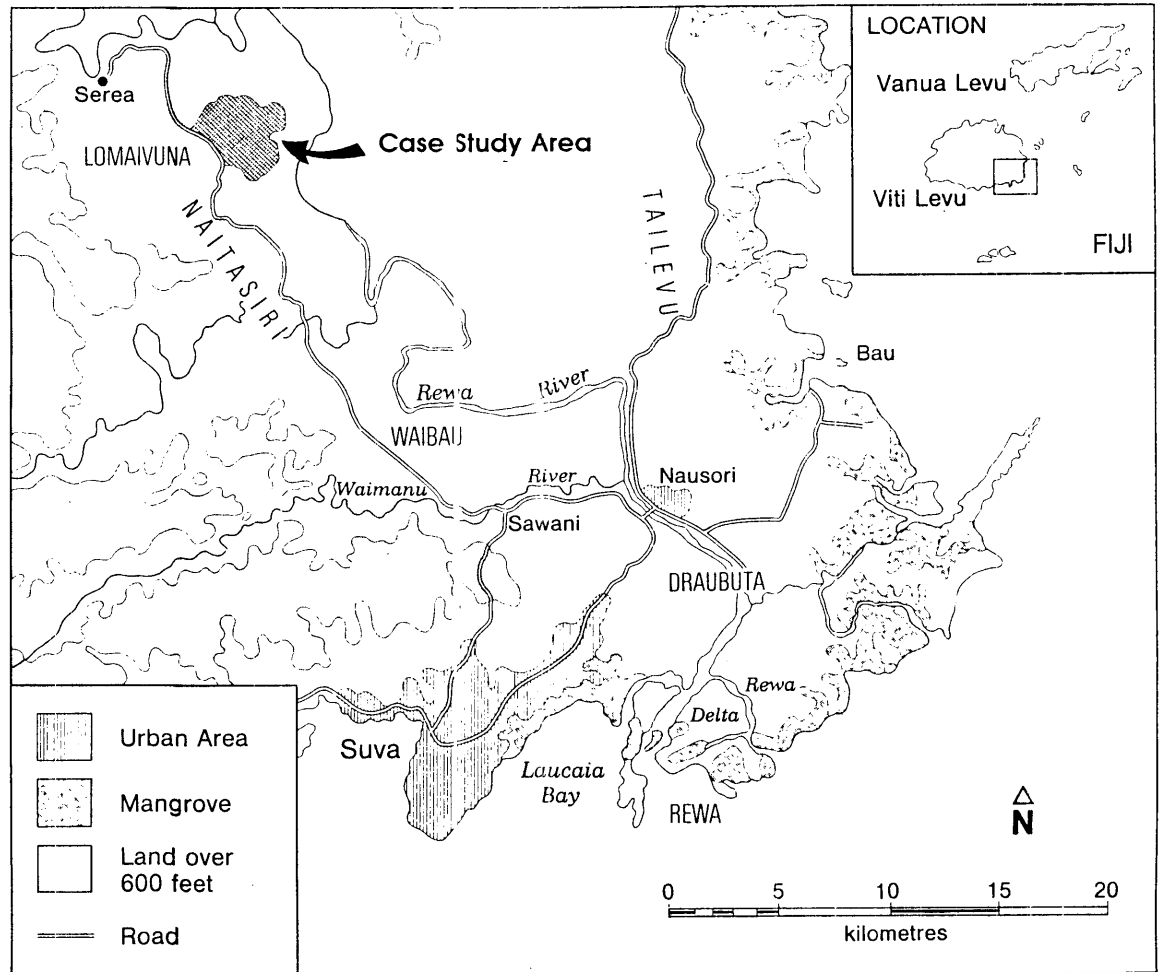 LOCATION
Vanua Levu
Viti Levu
FIJI
Serea
LOMAIVUNA
Case Study Area
NAITASIRI
TAILEVU
Bau
Rewa River
WAIBAU
Waimanu River
Nausori
Sawani
DRAUBUTA
Rewa
Delta
Suva
Laucaia
Bay
REWA
Urban Area
Mangrove
Land over
600 feet
Road
N
0 5 10 15 20
kilometres